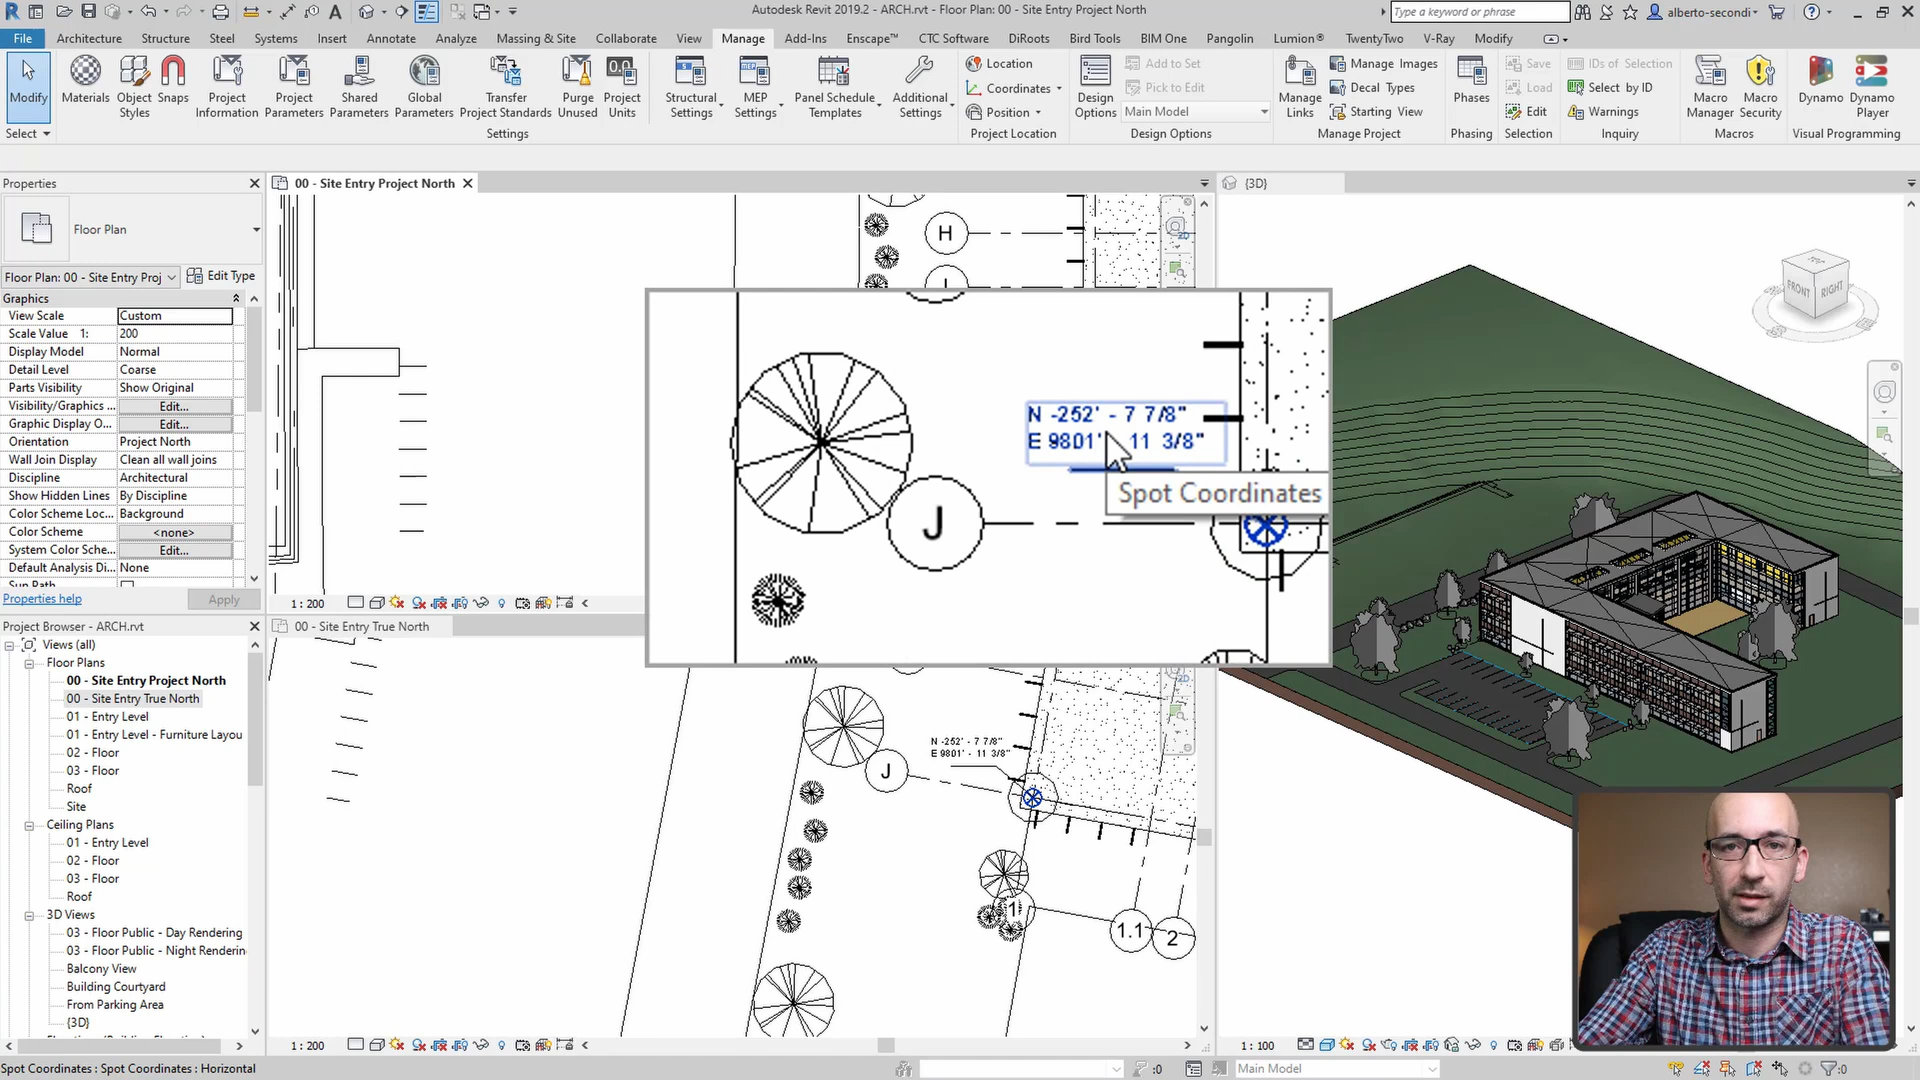 Autodesk Revit 2019.2 - ARCH.rvt - Floor Plan: 00 - Site Entry Project North
Type a keyword or phrase
alberto-secondi
File Architecture Structure Steel Systems Insert Annotate Analyze Massing & Site Collaborate View Manage Add-Ins Enscape™ CTC Software DiRoots Bird Tools BIM One Pangolin Lumion® TwentyTwo V-Ray Modify
Modify
Materials
Object Styles
Snaps
Project Information
Project Parameters
Shared Parameters
Global Parameters
Transfer Project Standards
Purge Unused
Project Units
Structural Settings
MEP Settings
Panel Schedule Templates
Additional Settings
Location
Coordinates
Position
Design Options
Add to Set
Pick to Edit
Main Model
Manage Links
Manage Images
Decal Types
Starting View
Phases
Save
Load
Edit
IDs of Selection
Select by ID
Warnings
Macro Manager
Macro Security
Dynamo
Dynamo Player
Select
Settings
Project Location
Design Options
Manage Project
Phasing
Selection
Inquiry
Macros
Visual Programming
Properties
Floor Plan
Floor Plan: 00 - Site Entry Proj
Edit Type
Graphics
View Scale Custom
Scale Value 1: 200
Display Model Normal
Detail Level Coarse
Parts Visibility Show Original
Visibility/Graphics ... Edit...
Graphic Display O... Edit...
Orientation Project North
Wall Join Display Clean all wall joins
Discipline Architectural
Show Hidden Lines By Discipline
Color Scheme Loc... Background
Color Scheme <none>
System Color Sche... Edit...
Default Analysis Di... None
Sun Path
Properties help
Apply
Project Browser - ARCH.rvt
Views (all)
Floor Plans
00 - Site Entry Project North
00 - Site Entry True North
01 - Entry Level
01 - Entry Level - Furniture Layou
02 - Floor
03 - Floor
Roof
Site
Ceiling Plans
01 - Entry Level
02 - Floor
03 - Floor
Roof
3D Views
03 - Floor Public - Day Rendering
03 - Floor Public - Night Renderin
Balcony View
Building Courtyard
From Parking Area
{3D}
00 - Site Entry Project North
H
N -252' - 7 7/8"
E 9801' 11 3/8"
Spot Coordinates
J
1 : 200
00 - Site Entry True North
N -252' - 7 7/8"
E 9801' - 11 3/8"
J
1
1.1
2
1 : 200
{3D}
FRONT
RIGHT
1 : 100
Spot Coordinates : Spot Coordinates : Horizontal
:0
Main Model
:0